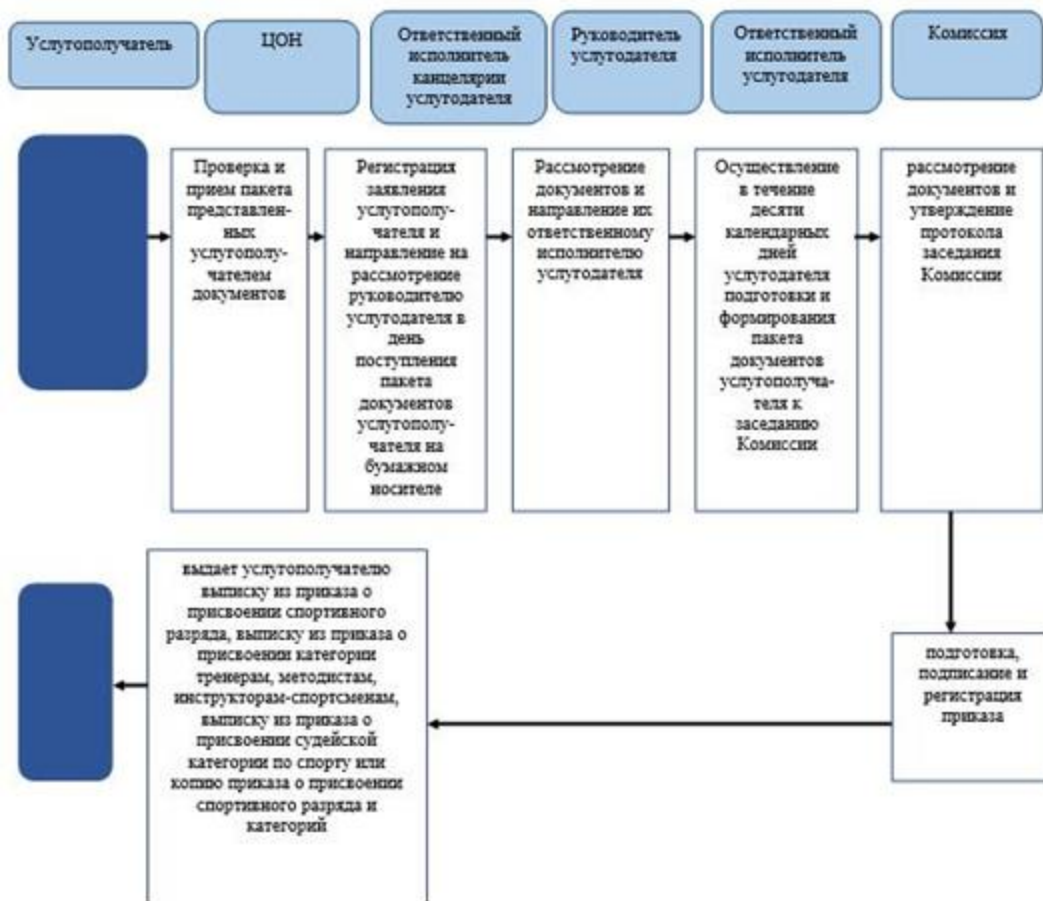 Услугополучатель
ЦОН
Ответственный
исполнитель
канцелярии
услугодателя
Руководитель
услугодателя
Ответственный
исполнитель
услугодателя
Комиссия
Проверка и
прием пакета
представлен-
ных
услугополу-
чателем
документов
Регистрация
заявления
услугополу-
чателя и
направление на
рассмотрение
руководителю
услугодателя в
день
поступления
пакета
документов
услугополу-
чателя на
бумажном
носителе
Рассмотрение
документов и
направление их
ответственному
исполнителю
услугодателя
Осуществление
в течение
десяти
календарных
дней
услугодателя
подготовки и
формирования
пакета
документов
услугополуча-
теля к
заседанию
Комиссии
рассмотрение
документов и
утверждение
протокола
заседания
Комиссии
выдает услугополучателю
выписку из приказа о
присвоении спортивного
разряда, выписку из приказа о
присвоении категории
тренерам, методистам,
инструкторам-спортсменам,
выписку из приказа о
присвоении судейской
категории по спорту или
копию приказа о присвоении
спортивного разряда и
категорий
подготовка,
подписание и
регистрация
приказа